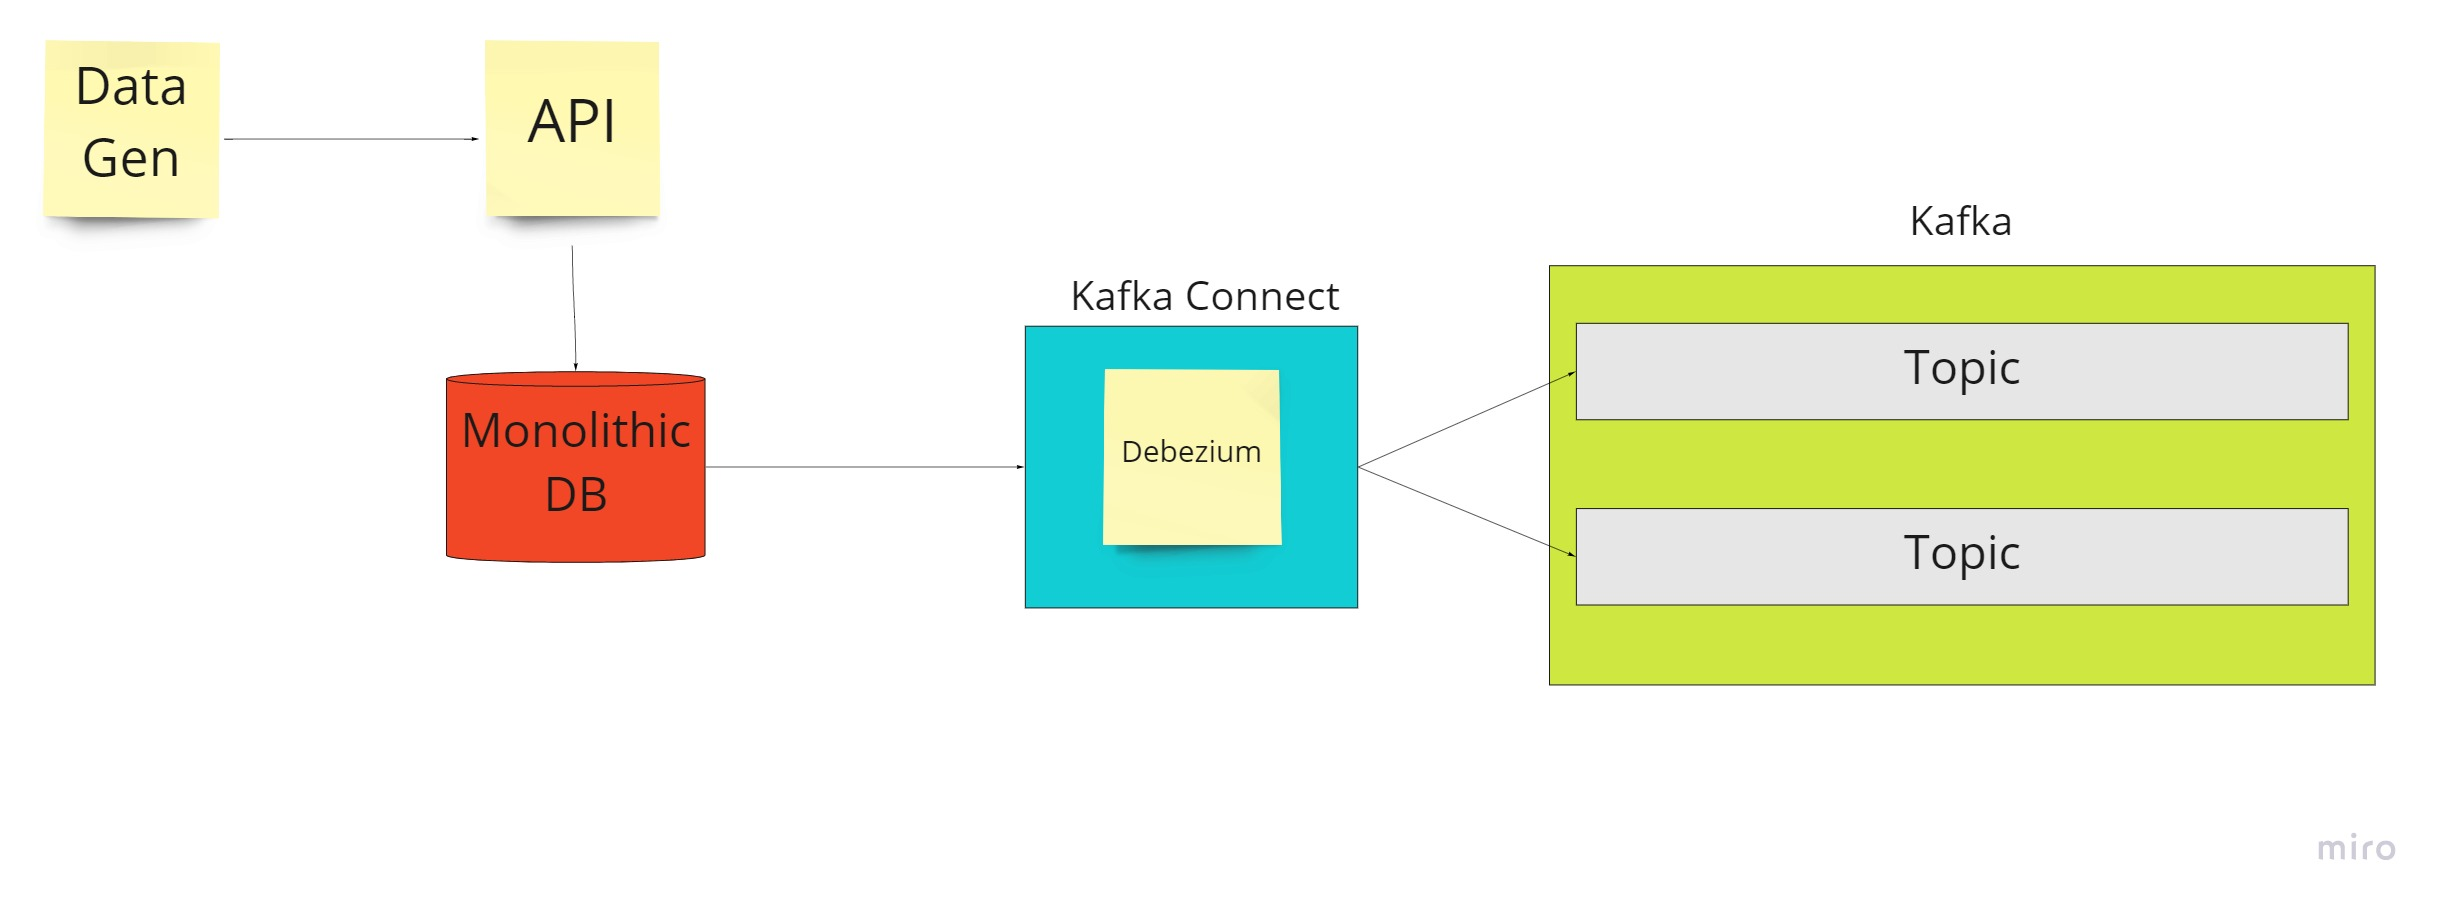 Data
Gen
API
Kafka
Kafka Connect
Topic
Monolithic
DB
Debezium
Topic
miro